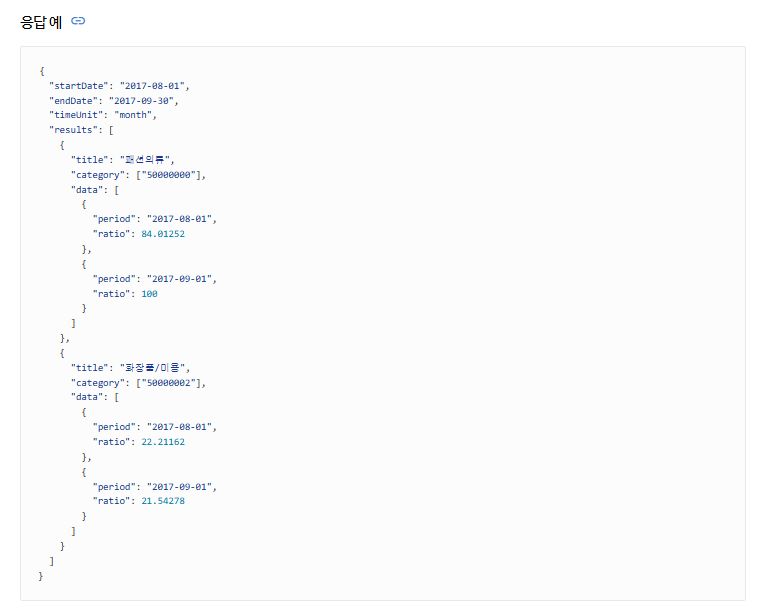 응답 예
{
  "startDate": "2017-08-01",
  "endDate": "2017-09-30",
  "timeUnit": "month",
  "results": [
    {
      "title": "패션의류",
      "category": ["50000000"],
      "data": [
        {
          "period": "2017-08-01",
          "ratio": 84.01252
        },
        {
          "period": "2017-09-01",
          "ratio": 100
        }
      ]
    },
    {
      "title": "화장품/미용",
      "category": ["50000002"],
      "data": [
        {
          "period": "2017-08-01",
          "ratio": 22.21162
        },
        {
          "period": "2017-09-01",
          "ratio": 21.54278
        }
      ]
    }
  ]
}